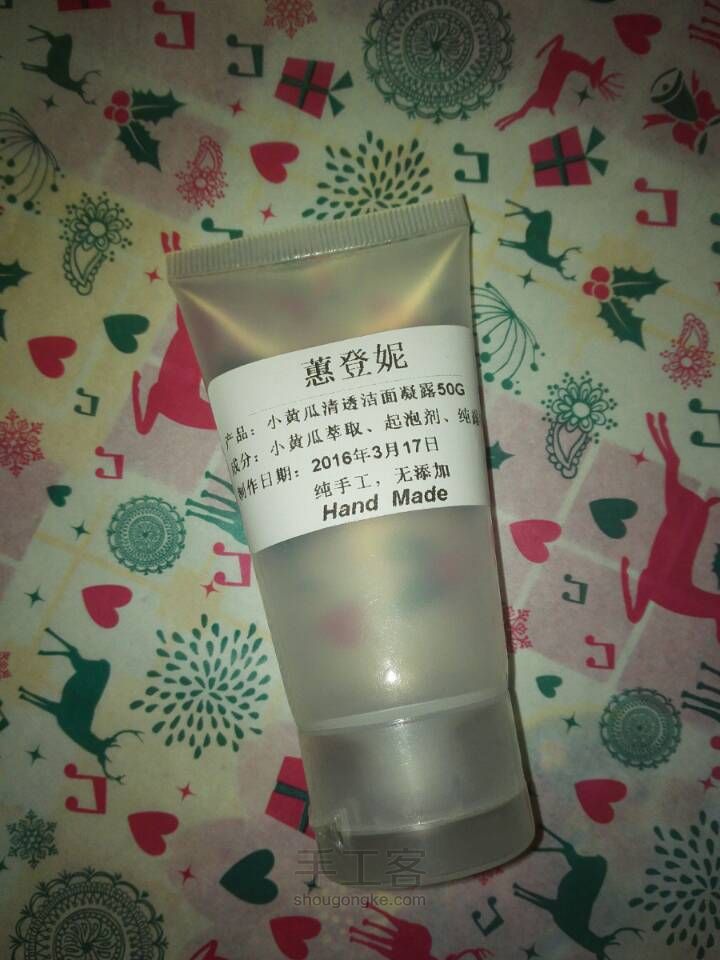 蕙登妮
产品：小黄瓜清透洁面凝露50G
成分：小黄瓜萃取、起泡剂、纯露
制作日期：2016年3月17日
纯手工，无添加
Hand Made
手工客
shougongke.com